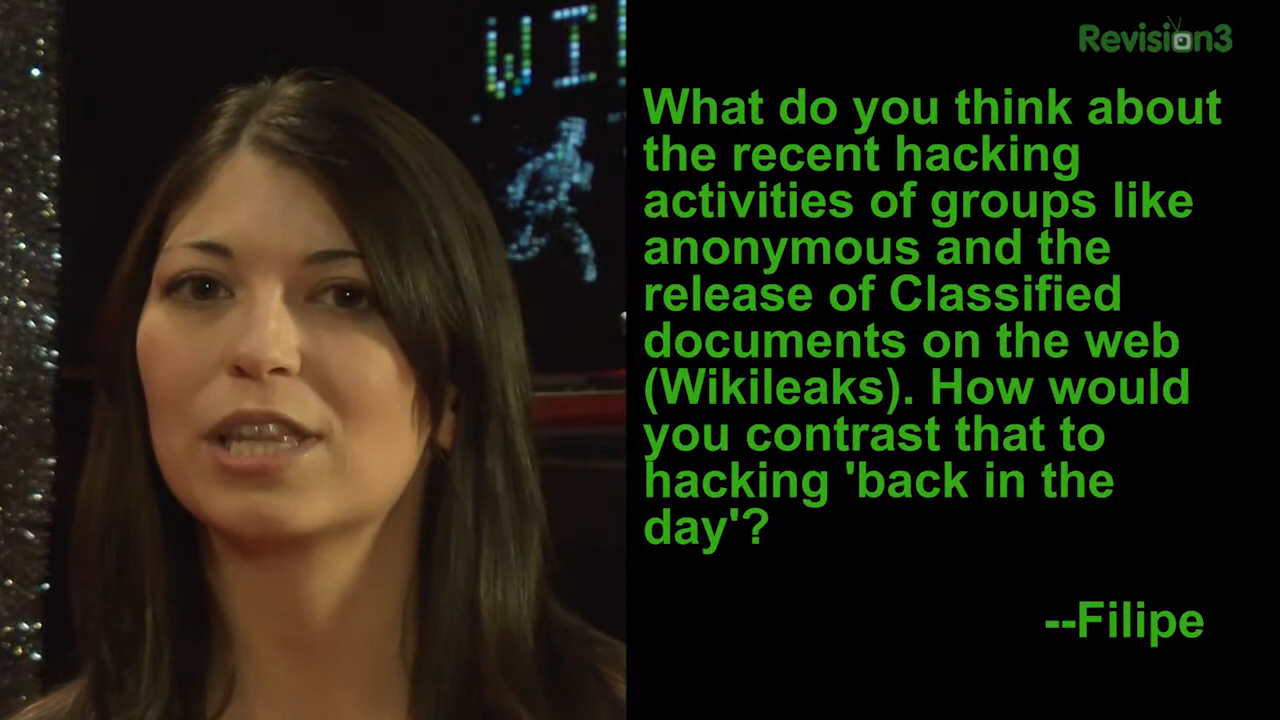 WI
Revision3
What do you think about
the recent hacking
activities of groups like
anonymous and the
release of Classified
documents on the web
(Wikileaks). How would
you contrast that to
hacking 'back in the
day'?
--Filipe